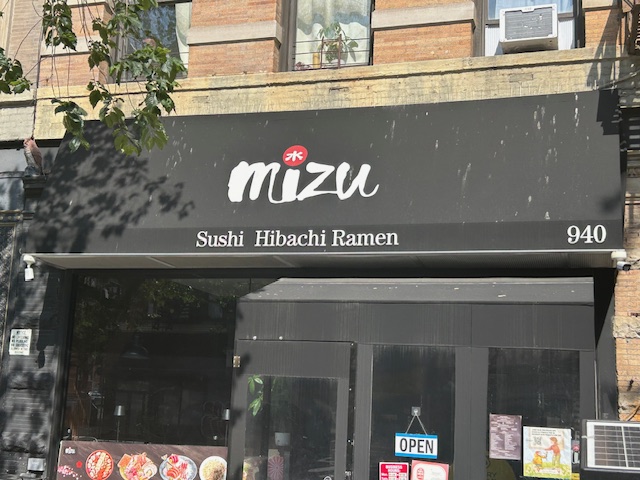 水
mizu
Sushi Hibachi Ramen
940
OPEN